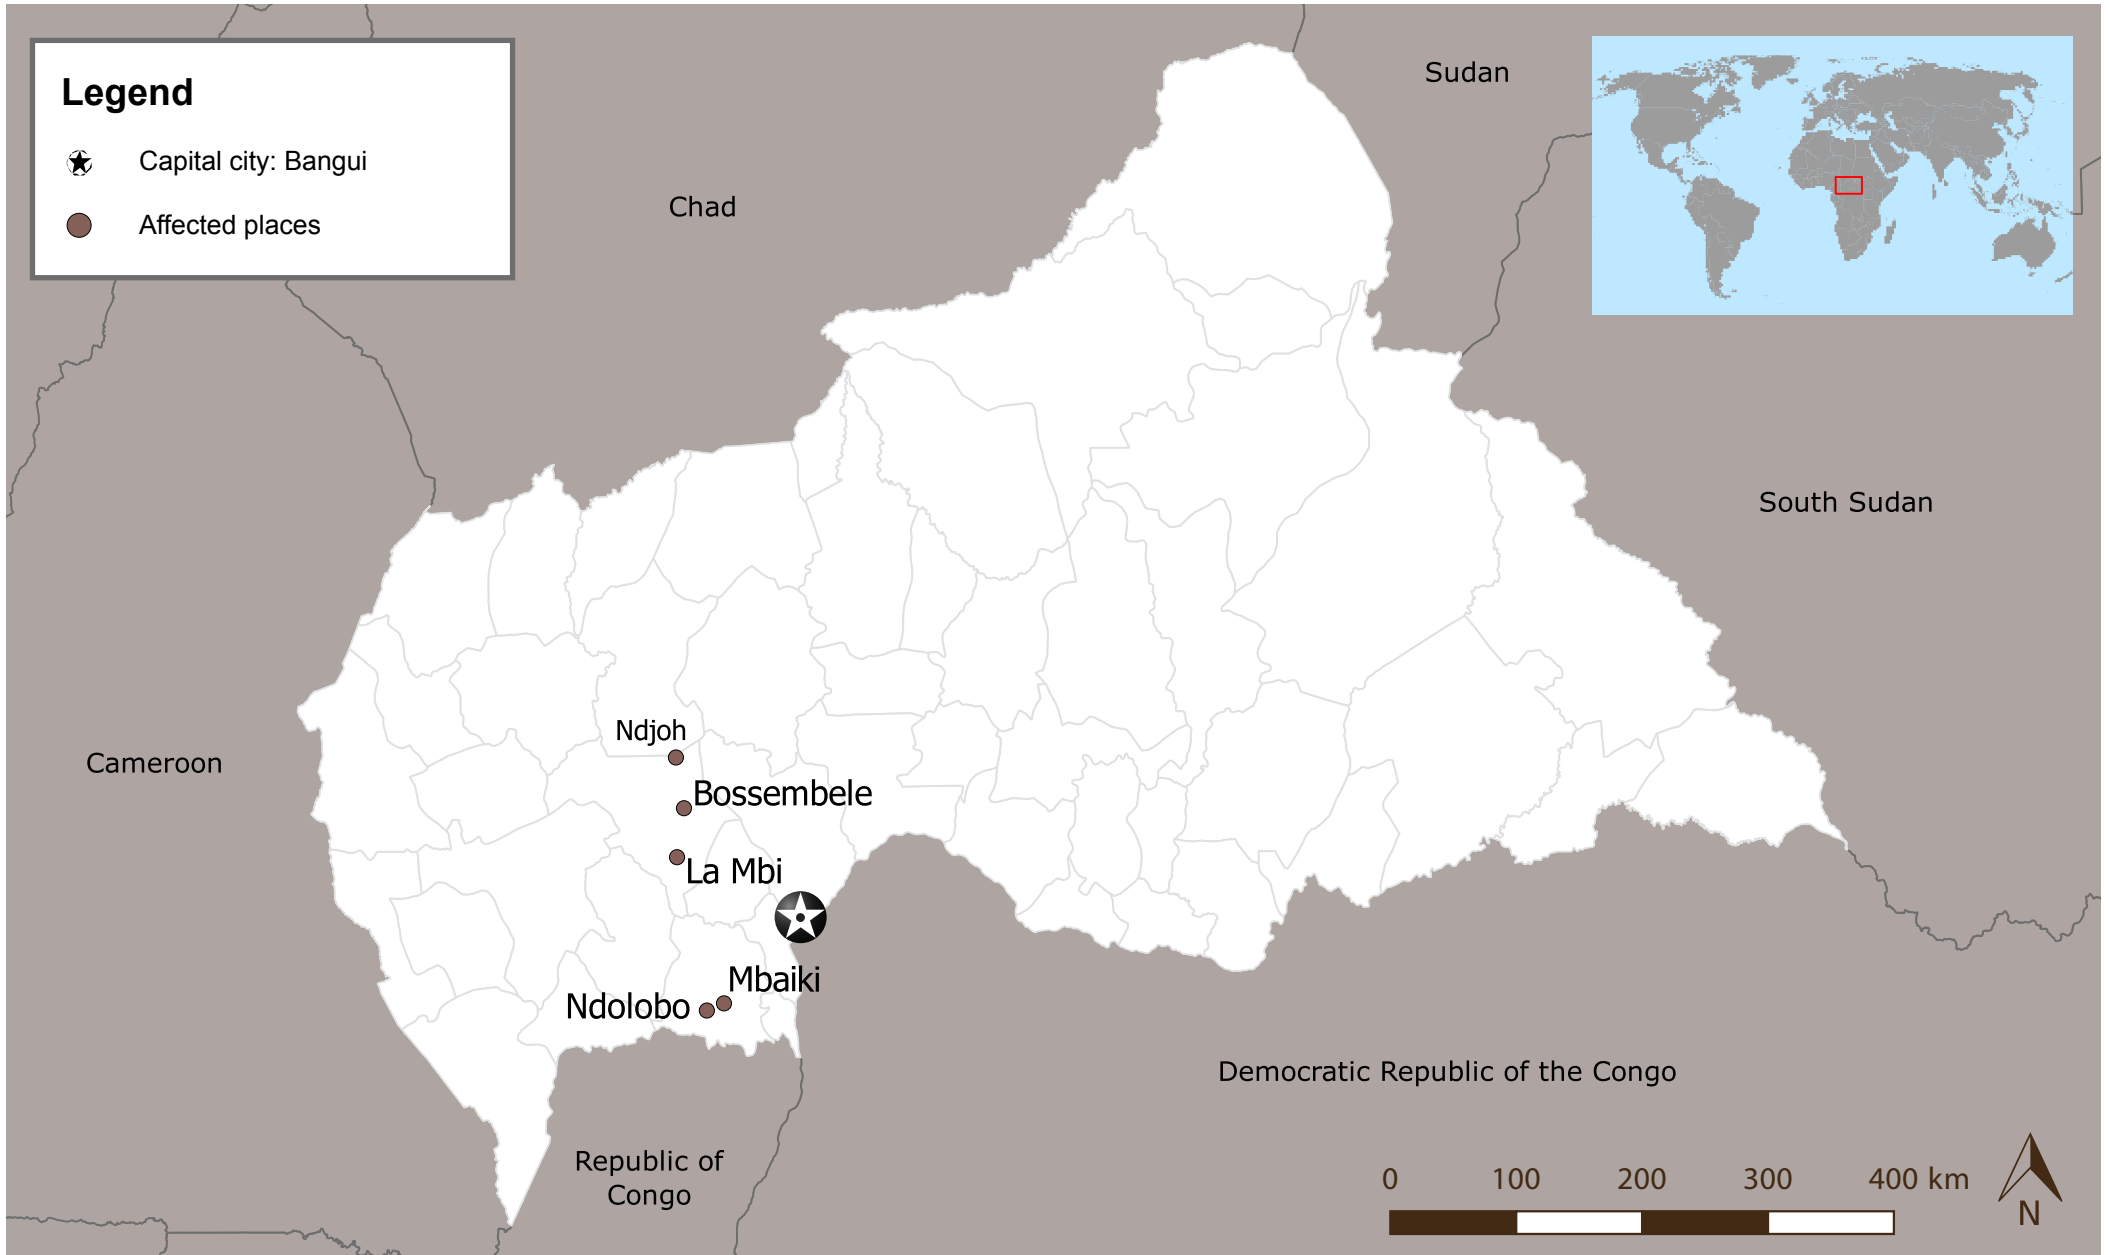 Legend
Capital city: Bangui
Affected places
Sudan
Chad
South Sudan
Ndjoh
Cameroon
Bossembele
La Mbi
Mbaiki
Ndolobo
Democratic Republic of the Congo
Republic of
Congo
0 100 200 300 400 km
N